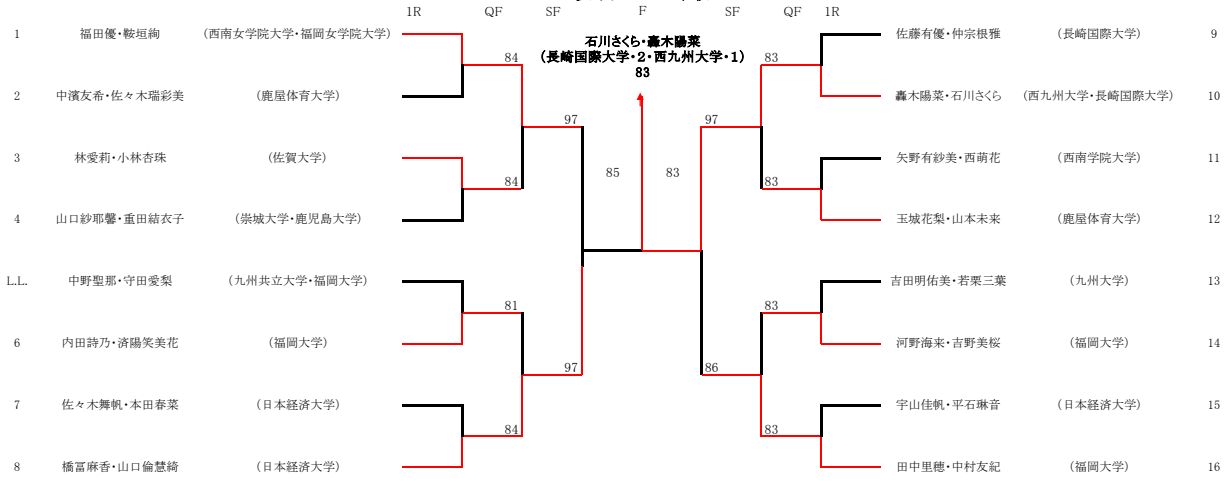 1R QF SF F SF QF 1R
石川さくら・轟木陽菜
(長崎国際大学・2・西九州大学・1)
83
1 福田優・鞍垣絢 (西南女学院大学・福岡女学院大学) 佐藤有優・仲宗根雅 (長崎国際大学) 9
84 83
2 中濱友希・佐々木瑞彩美 (鹿屋体育大学) 轟木陽菜・石川さくら (西九州大学・長崎国際大学) 10
97 97
3 林愛莉・小林杏珠 (佐賀大学) 矢野有紗美・西萌花 (西南学院大学) 11
85 83
84 83
4 山口紗耶馨・重田結衣子 (崇城大学・鹿児島大学) 玉城花梨・山本未来 (鹿屋体育大学) 12
L.L. 中野聖那・守田愛梨 (九州共立大学・福岡大学) 吉田明佑美・若栗三葉 (九州大学) 13
81 83
6 内田詩乃・済陽笑美花 (福岡大学) 河野海来・吉野美桜 (福岡大学) 14
97 86
7 佐々木舞帆・本田春菜 (日本経済大学) 宇山佳帆・平石琳音 (日本経済大学) 15
84 83
8 橋冨麻香・山口倫慧綺 (日本経済大学) 田中里穂・中村友紀 (福岡大学) 16